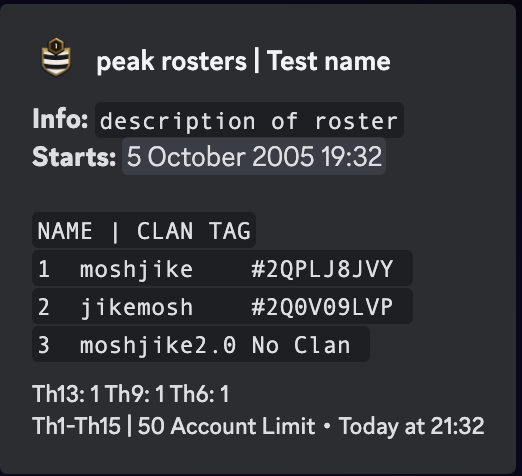 peak rosters | Test name
Info: description of roster
Starts: 5 October 2005 19:32
NAME | CLAN TAG
1 moshjike #2QPLJ8JVY
2 jikemosh #2Q0V09LVP
3 moshjike2.0 No Clan
Th13: 1 Th9: 1 Th6: 1
Th1-Th15 | 50 Account Limit • Today at 21:32